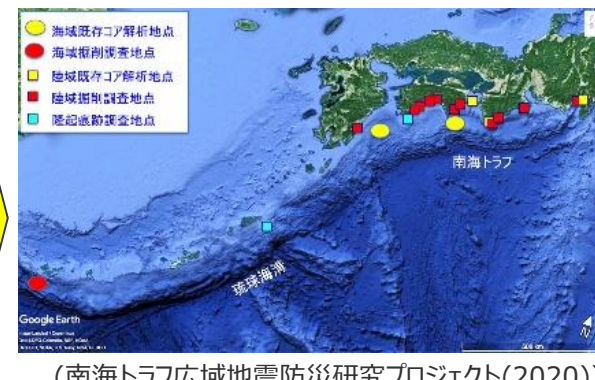 海域既存コア解析地点
海域掘削調査地点
陸域既存コア解析地点
陸域掘削調査地点
隆起痕跡調査地点
南海トラフ
琉球海溝
Google Earth
500 km
N
(南海トラフ広域地震防災研究プロジェクト(2020))